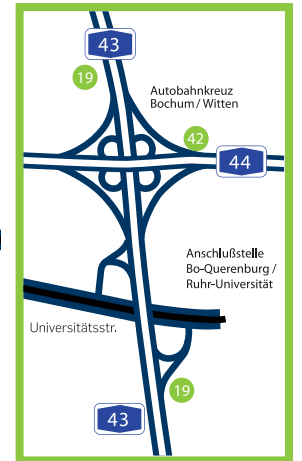 43
19
Autobahnkreuz
Bochum / Witten
42
44
Anschlußstelle
Bo-Querenburg /
Ruhr-Universität
Universitätsstr.
19
43